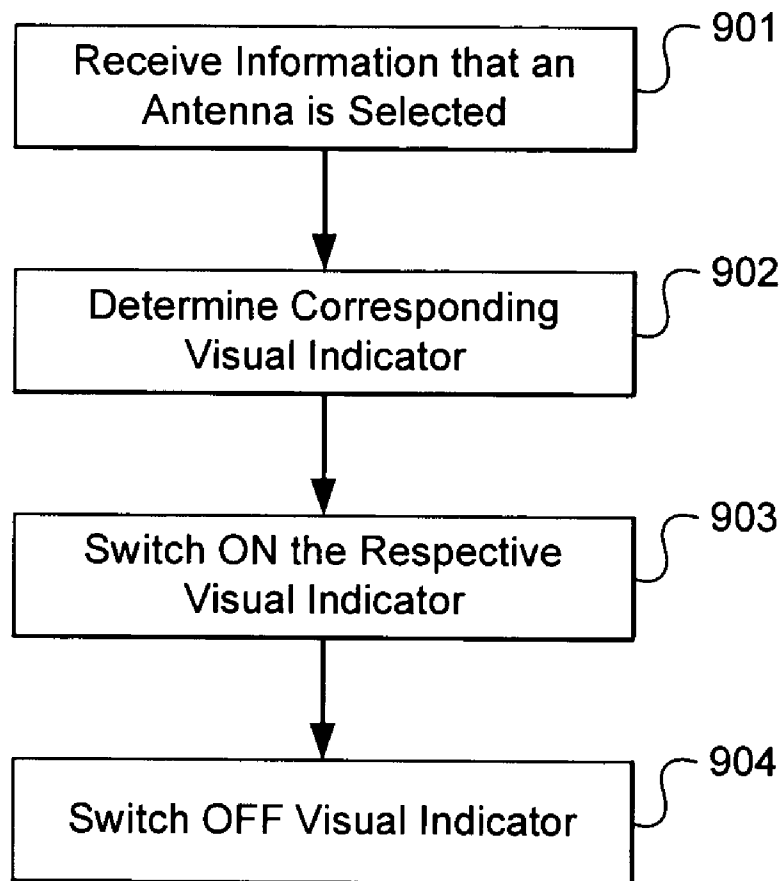 901
Receive Information that an
Antenna is Selected
902
Determine Corresponding
Visual Indicator
903
Switch ON the Respective
Visual Indicator
904
Switch OFF Visual Indicator